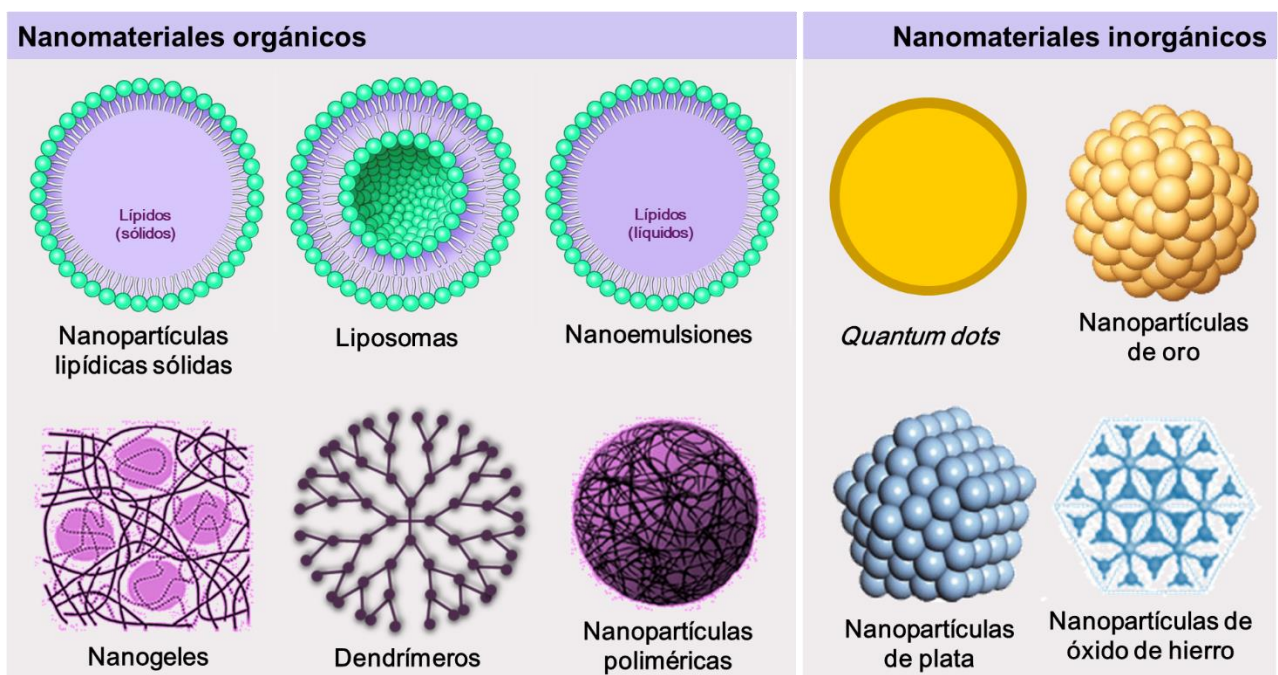 Nanomateriales orgánicos
Nanomateriales inorgánicos
Lípidos
(sólidos)
Lípidos
(líquidos)
Nanopartículas
lipídicas sólidas
Liposomas
Nanoemulsiones
Quantum dots
Nanopartículas
de oro
Nanogeles
Dendrímeros
Nanopartículas
poliméricas
Nanopartículas
de plata
Nanopartículas de
óxido de hierro